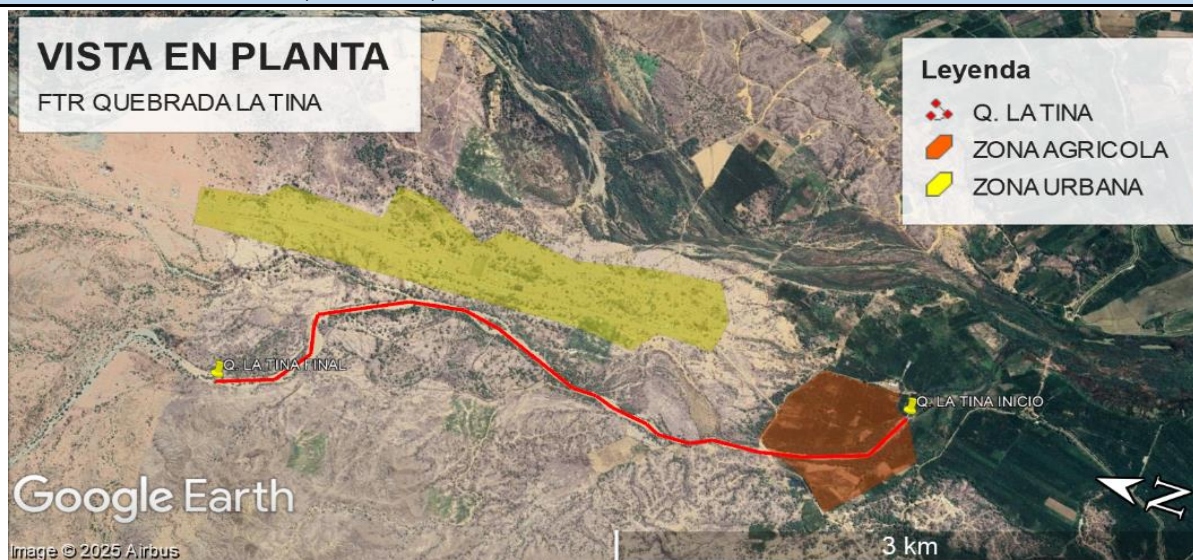 VISTA EN PLANTA
FTR QUEBRADA LA TINA
Leyenda
Q. LA TINA
ZONA AGRICOLA
ZONA URBANA
Q. LA TINA FINAL
Q. LA TINA INICIO
Google Earth
Image © 2025 Airbus
3 km
N